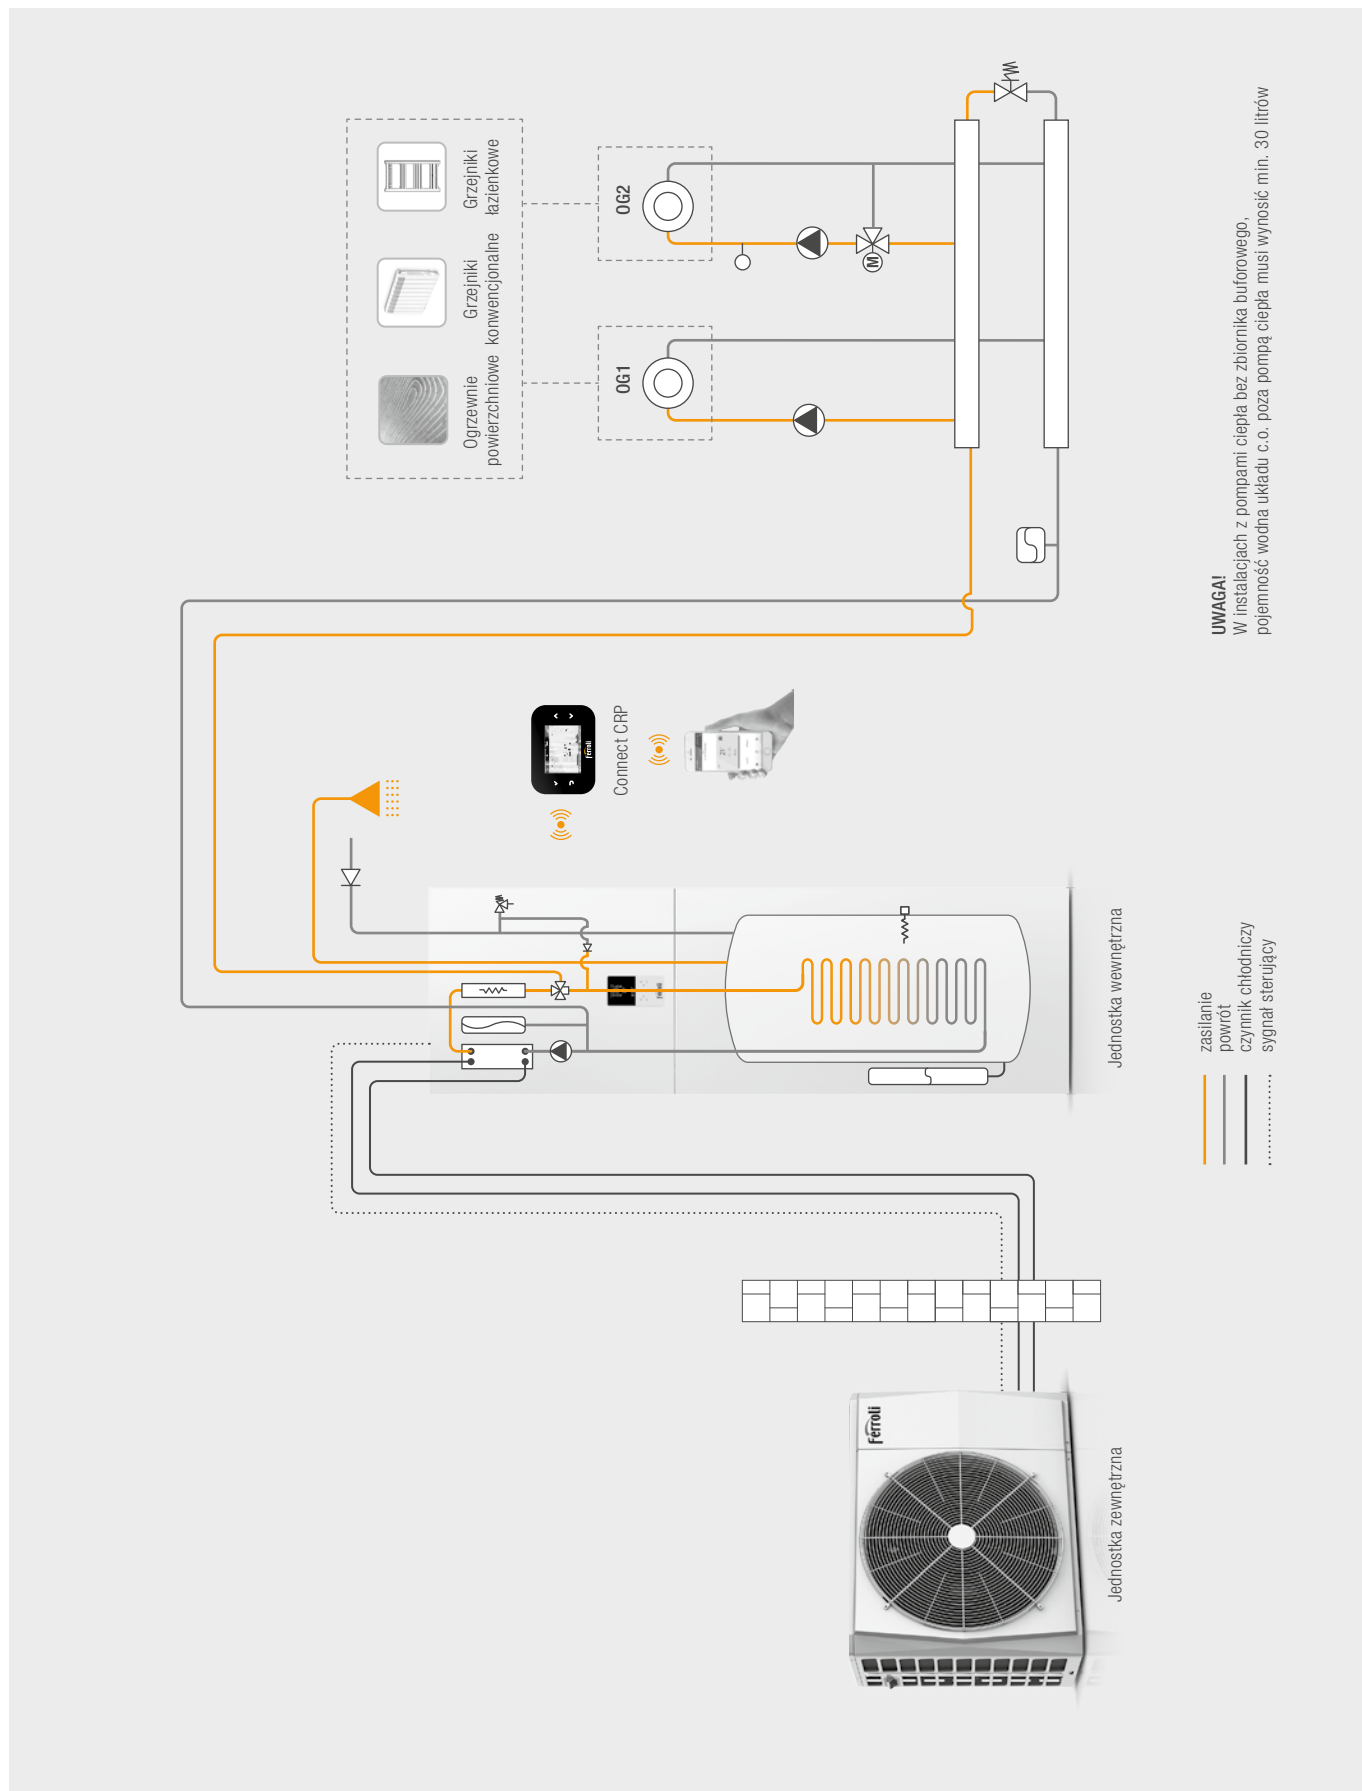 Ferroli
Jednostka zewnętrzna
Jednostka wewnętrzna
zasilanie
powrót
czynnik chłodniczy
sygnał sterujący
Connect CRP
ferroli
Ogrzewnie
powierzchniowe
Grzejniki
konwencjonalne
Grzejniki
łazienkowe
OG1
OG2
M
UWAGA!
W instalacjach z pompami ciepła bez zbiornika buforowego,
pojemność wodna układu c.o. poza pompą ciepła musi wynosić min. 30 litrów